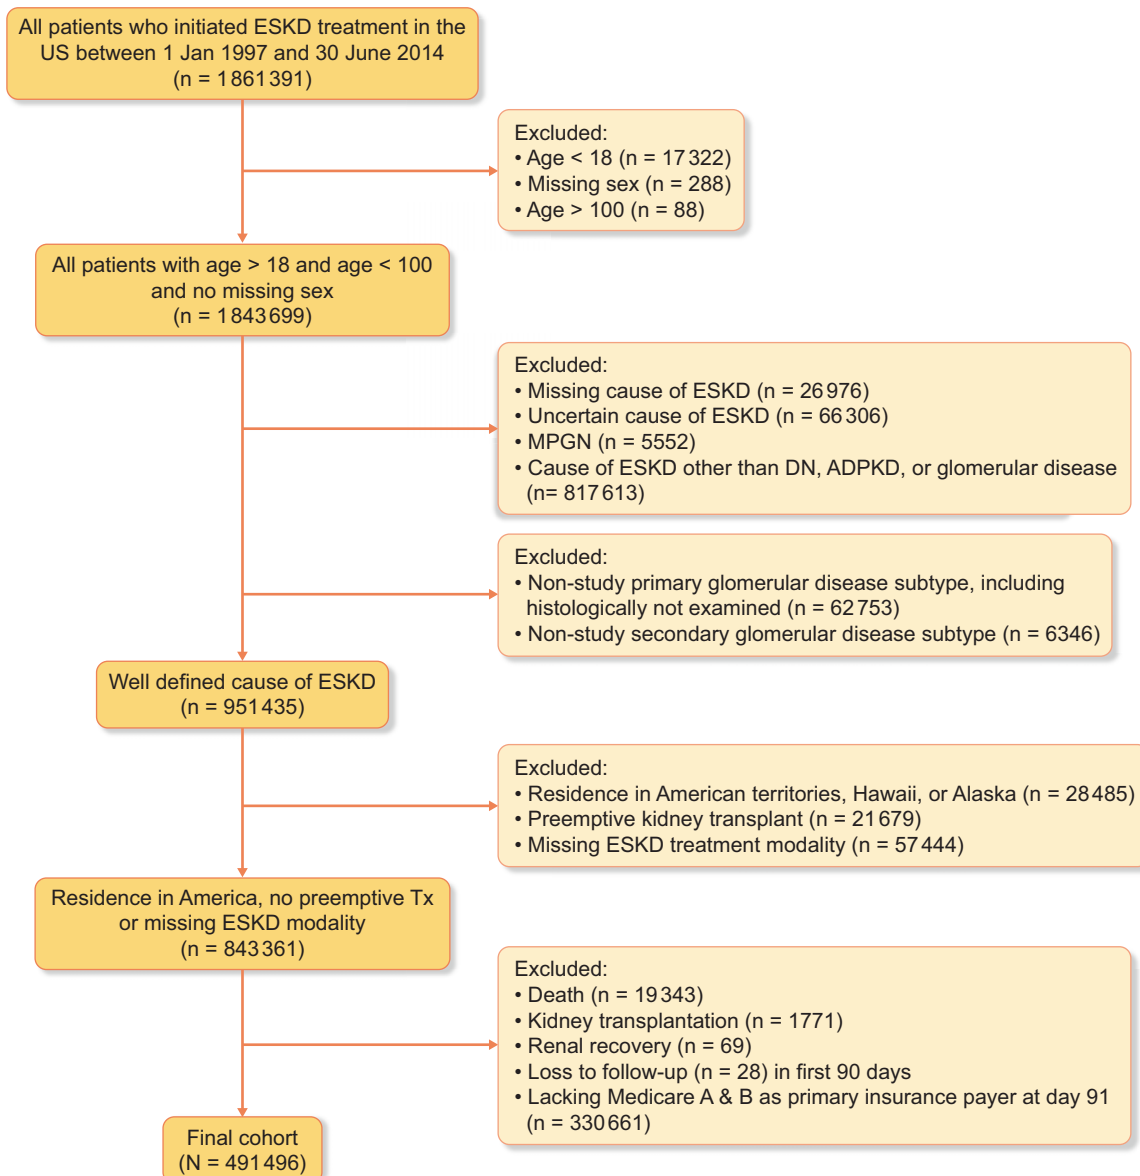 All patients who initiated ESKD treatment in the
US between 1 Jan 1997 and 30 June 2014
(n = 1 861 391)
Excluded:
• Age < 18 (n = 17 322)
• Missing sex (n = 288)
• Age > 100 (n = 88)
All patients with age > 18 and age < 100
and no missing sex
(n = 1 843 699)
Excluded:
• Missing cause of ESKD (n = 26 976)
• Uncertain cause of ESKD (n = 66 306)
• MPGN (n = 5552)
• Cause of ESKD other than DN, ADPKD, or glomerular disease
(n= 817 613)
Excluded:
• Non-study primary glomerular disease subtype, including
histologically not examined (n = 62 753)
• Non-study secondary glomerular disease subtype (n = 6346)
Well defined cause of ESKD
(n = 951 435)
Excluded:
• Residence in American territories, Hawaii, or Alaska (n = 28 485)
• Preemptive kidney transplant (n = 21 679)
• Missing ESKD treatment modality (n = 57 444)
Residence in America, no preemptive Tx
or missing ESKD modality
(n = 843 361)
Excluded:
• Death (n = 19 343)
• Kidney transplantation (n = 1771)
• Renal recovery (n = 69)
• Loss to follow-up (n = 28) in first 90 days
• Lacking Medicare A & B as primary insurance payer at day 91
(n = 330 661)
Final cohort
(N = 491 496)